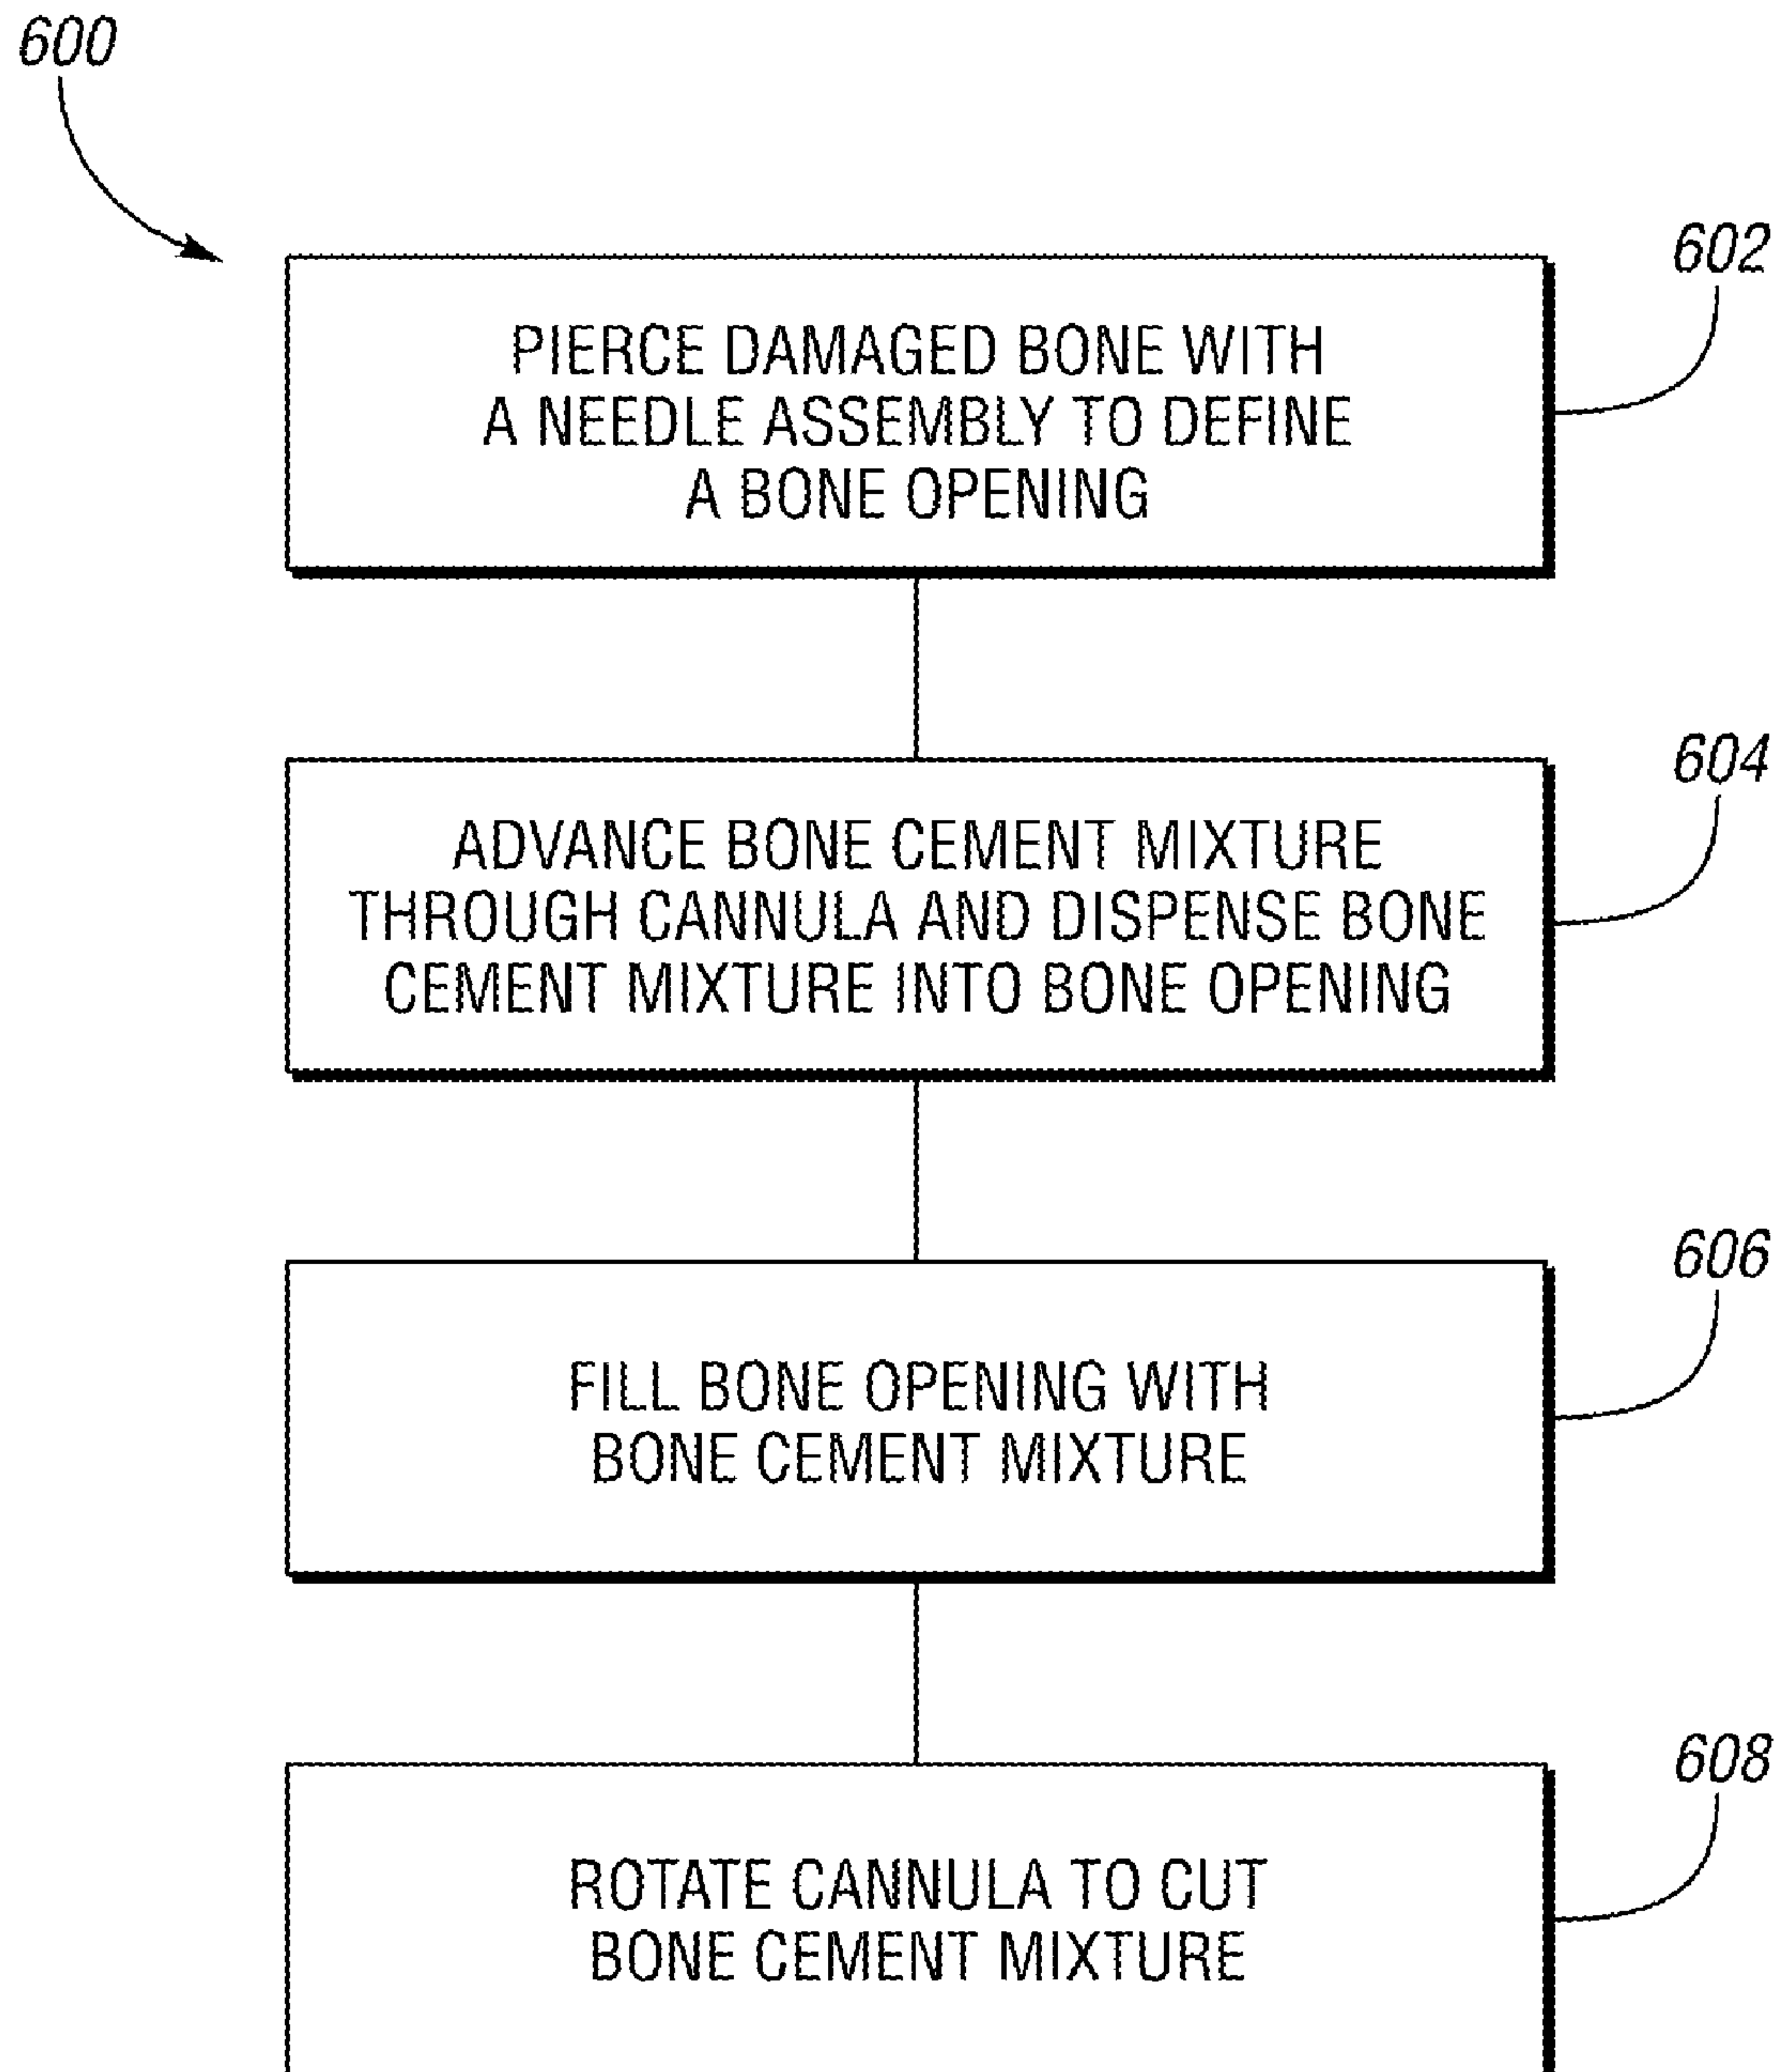 600
602
PIERCE DAMAGED BONE WITH
A NEEDLE ASSEMBLY TO DEFINE
A BONE OPENING
604
ADVANCE BONE CEMENT MIXTURE
THROUGH CANNULA AND DISPENSE BONE
CEMENT MIXTURE INTO BONE OPENING
606
FILL BONE OPENING WITH
BONE CEMENT MIXTURE
608
ROTATE CANNULA TO CUT
BONE CEMENT MIXTURE